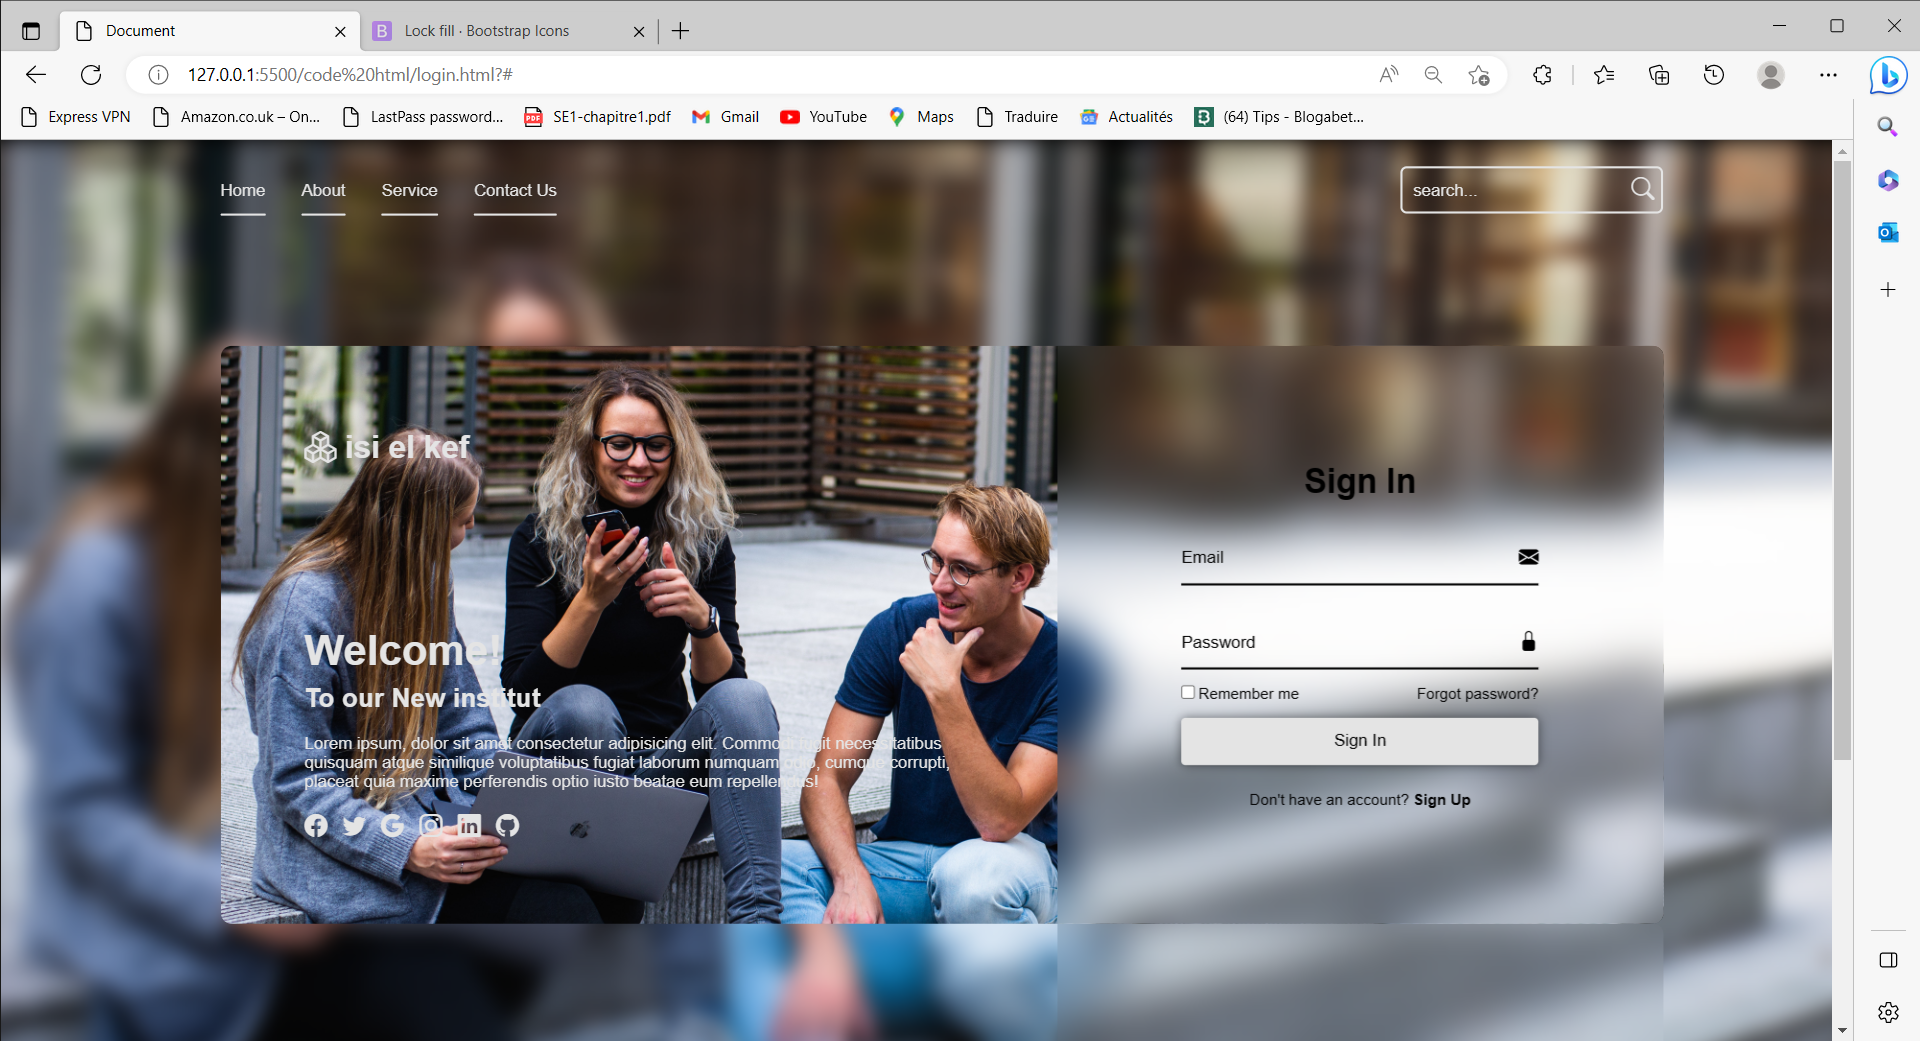 Document
Lock fill · Bootstrap Icons
127.0.0.1:5500/code%20html/login.html?#
Express VPN
Amazon.co.uk – On...
LastPass password...
SE1-chapitre1.pdf
Gmail
YouTube
Maps
Traduire
Actualités
(64) Tips - Blogabet...
Home
About
Service
Contact Us
search...
isi el kef
Welcome!
To our New institut
Lorem ipsum, dolor sit amet consectetur adipisicing elit. Commodi fugit necessitatibus
quisquam atque similique voluptatibus fugiat laborum numquam cumque corrupti,
placeat quia maxime perferendis optio iusto beatae eum repellendus!
Sign In
Email
Password
Remember me
Forgot password?
Sign In
Don't have an account? Sign Up